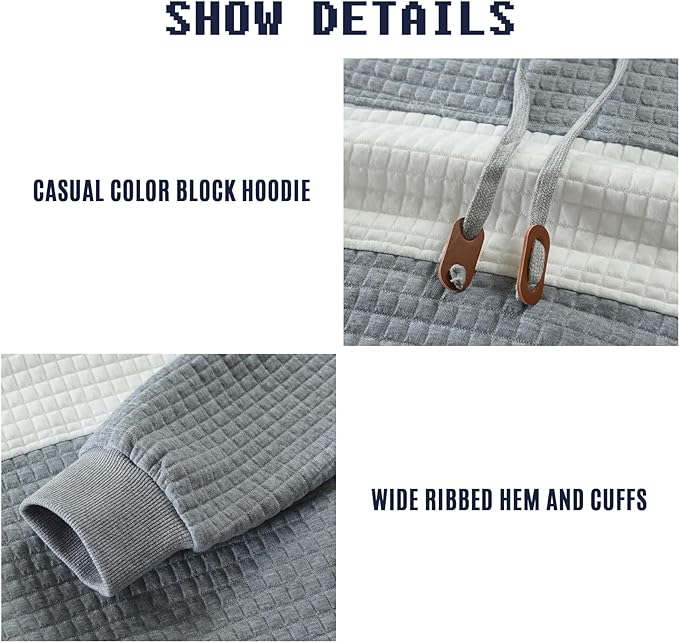 SHOW DETAILS
CASUAL COLOR BLOCK HOODIE
WIDE RIBBED HEM AND CUFFS